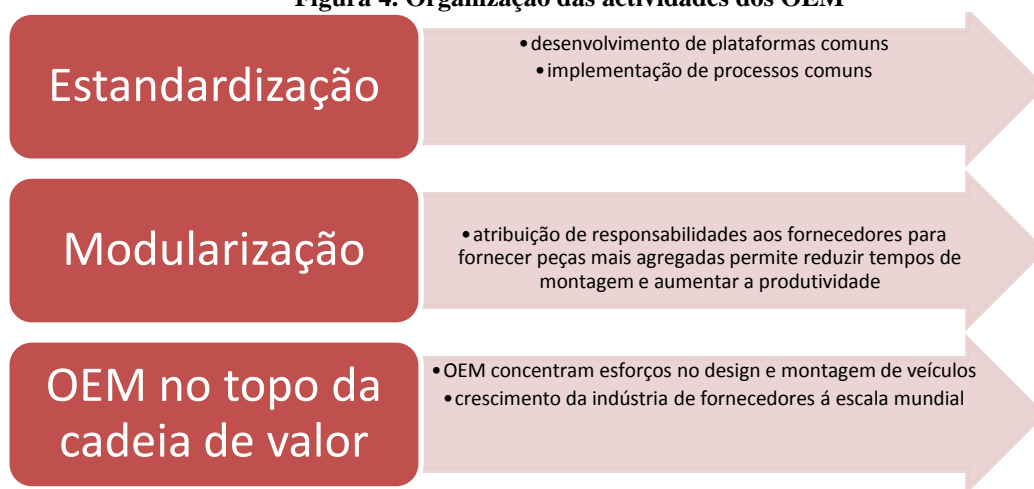 Figura 4. Organização das actividades dos OEM
Estandardização
•desenvolvimento de plataformas comuns
•implementação de processos comuns
Modularização
•atribuição de responsabilidades aos fornecedores para
fornecer peças mais agregadas permite reduzir tempos de
montagem e aumentar a produtividade
OEM no topo da
cadeia de valor
•OEM concentram esforços no design e montagem de veículos
•crescimento da indústria de fornecedores á escala mundial